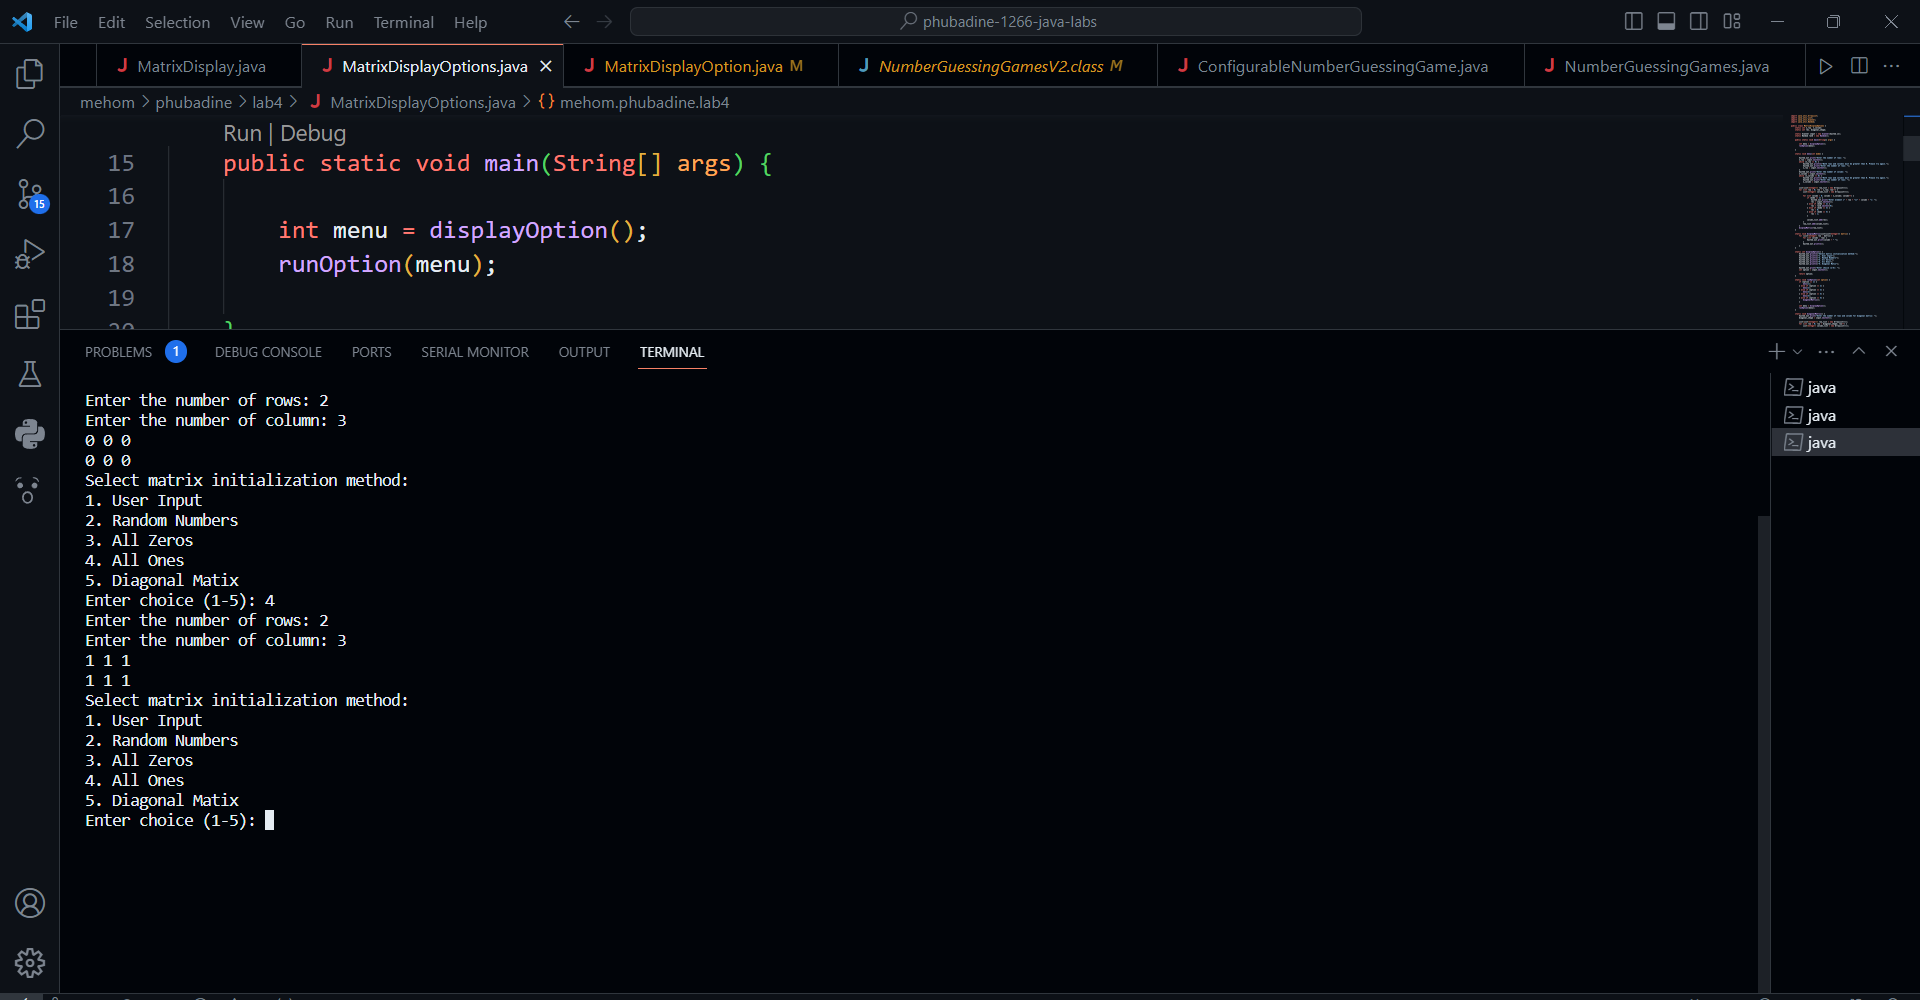 File Edit Selection View Go Run Terminal Help
phubadine-1266-java-labs
J MatrixDisplay.java
J MatrixDisplayOptions.java
J MatrixDisplayOption.java M
J NumberGuessingGamesV2.class M
J ConfigurableNumberGuessingGame.java
J NumberGuessingGames.java
mehom > phubadine > lab4 > J MatrixDisplayOptions.java > {} mehom.phubadine.lab4
Run | Debug
15 public static void main(String[] args) {
16
17 int menu = displayOption();
18 runOption(menu);
19
20 }
15
PROBLEMS 1 DEBUG CONSOLE PORTS SERIAL MONITOR OUTPUT TERMINAL
Enter the number of rows: 2
Enter the number of column: 3
0 0 0
0 0 0
Select matrix initialization method:
1. User Input
2. Random Numbers
3. All Zeros
4. All Ones
5. Diagonal Matix
Enter choice (1-5): 4
Enter the number of rows: 2
Enter the number of column: 3
1 1 1
1 1 1
Select matrix initialization method:
1. User Input
2. Random Numbers
3. All Zeros
4. All Ones
5. Diagonal Matix
Enter choice (1-5):
java
java
java